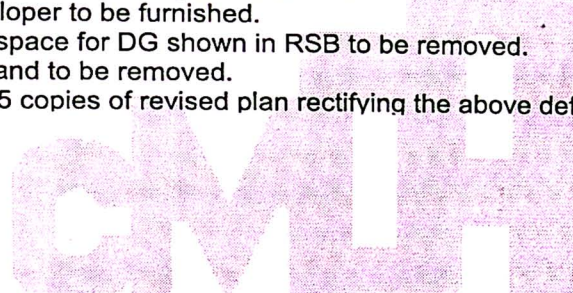 loper to be furnished.
space for DG shown in RSB to be removed.
and to be removed.
5 copies of revised plan rectifying the above def
CMDA